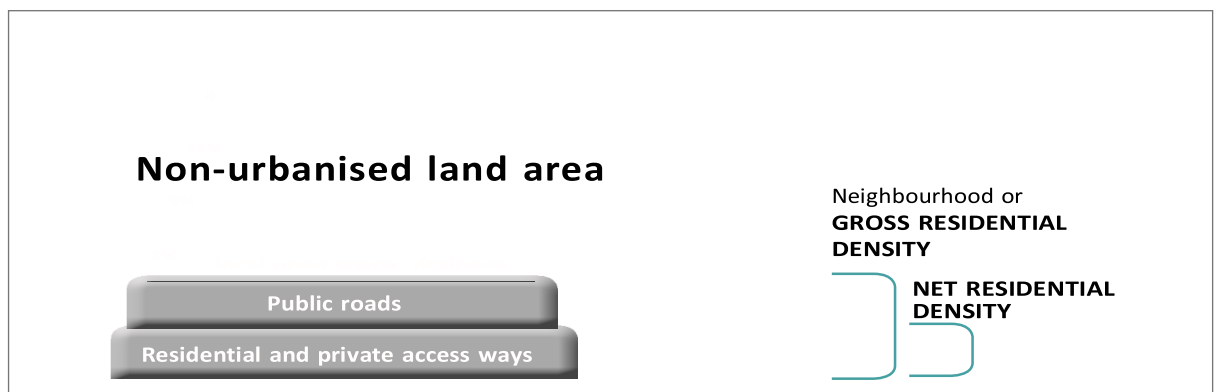 Non-urbanised land area
Neighbourhood or
GROSS RESIDENTIAL
DENSITY
NET RESIDENTIAL
DENSITY
Public roads
Residential and private access ways